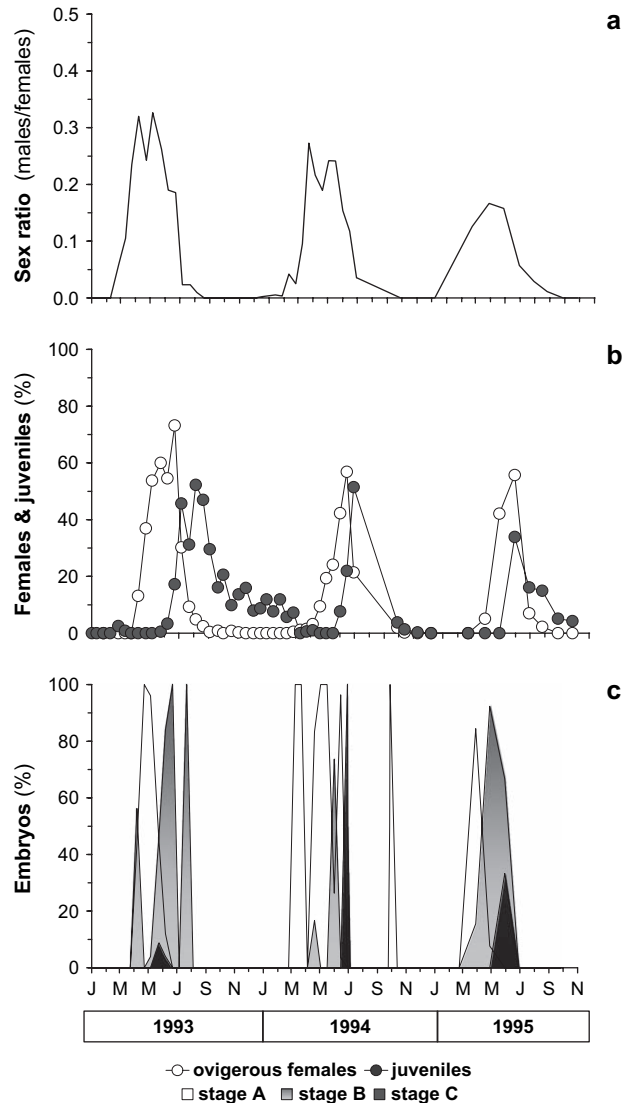 a
0.5
0.4
0.3
0.2
0.1
0.0
Sex ratio (males/females)
b
100
80
60
40
20
0
Females & juveniles (%)
c
100
80
60
40
20
0
Embryos (%)
J M M J S N J M M J S N J M M J S N
1993 1994 1995
ovigerous females juveniles
stage A stage B stage C